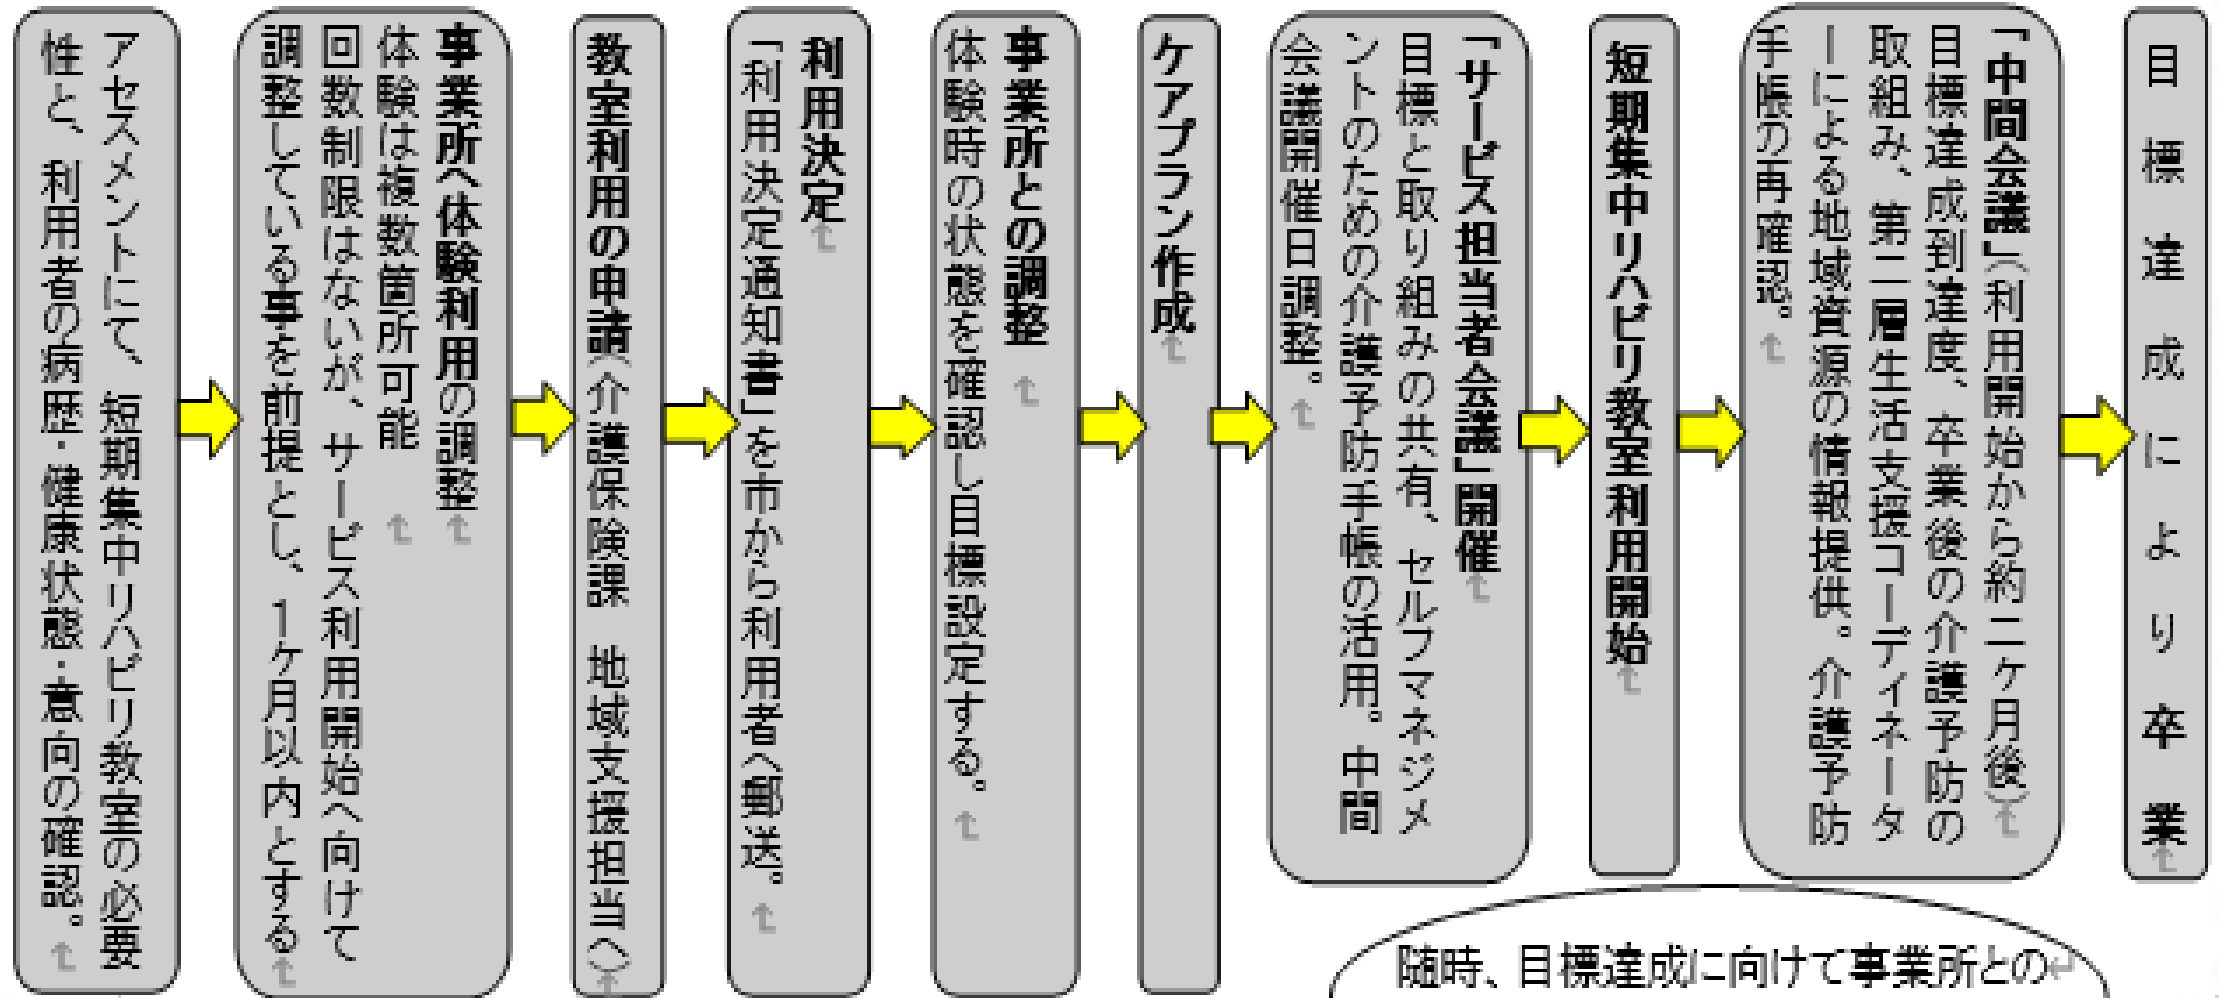 アセスメントにて、短期集中リハビリ教室の必要
性と、利用者の病歴・健康状態・意向の確認。
事業所へ体験利用の調整
体験は複数箇所可能
回数制限はないが、サービス利用開始へ向けて
調整している事を前提とし、1ヶ月以内とする
教室利用の申請(介護保険課 地域支援担当へ)
利用決定
「利用決定通知書」を市から利用者へ郵送。
事業所との調整
体験時の状態を確認し目標設定する。
ケアプラン作成
「サービス担当者会議」開催
目標と取り組みの共有、セルフマネジメ
ントのための介護予防手帳の活用。中間
会議開催日調整。
短期集中リハビリ教室利用開始
「中間会議」(利用開始から約二ヶ月後)
目標達成到達度、卒業後の介護予防の
取組み、第二層生活支援コーディネータ
ーによる地域資源の情報提供。介護予防
手帳の再確認。
目標達成により卒業
随時、目標達成に向けて事業所との